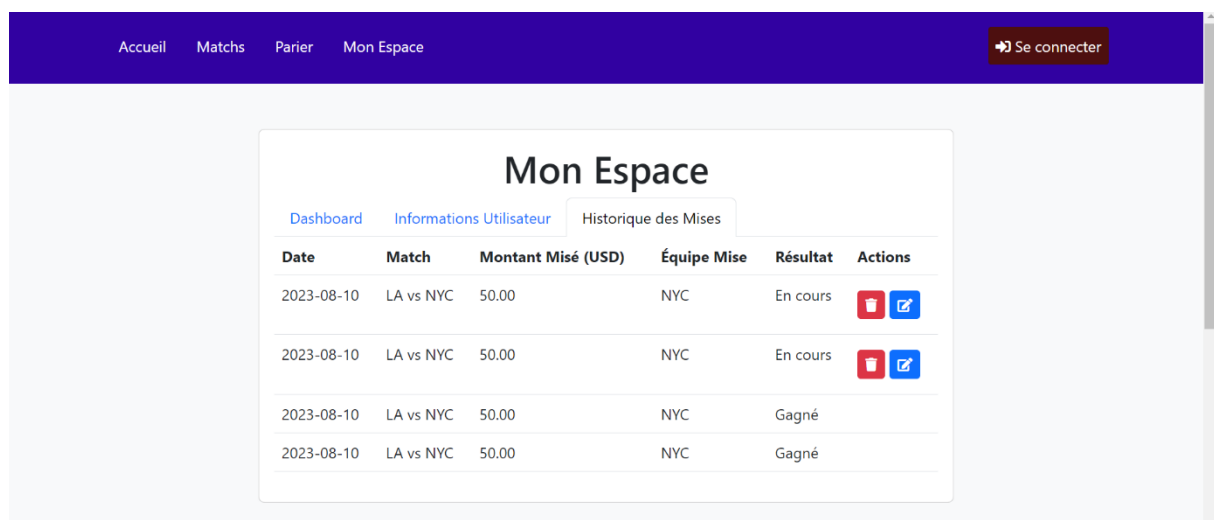 Accueil Matchs Parier Mon Espace Se connecter
Mon Espace
Dashboard Informations Utilisateur Historique des Mises
Date Match Montant Misé (USD) Équipe Mise Résultat Actions
2023-08-10 LA vs NYC 50.00 NYC En cours
2023-08-10 LA vs NYC 50.00 NYC En cours
2023-08-10 LA vs NYC 50.00 NYC Gagné
2023-08-10 LA vs NYC 50.00 NYC Gagné